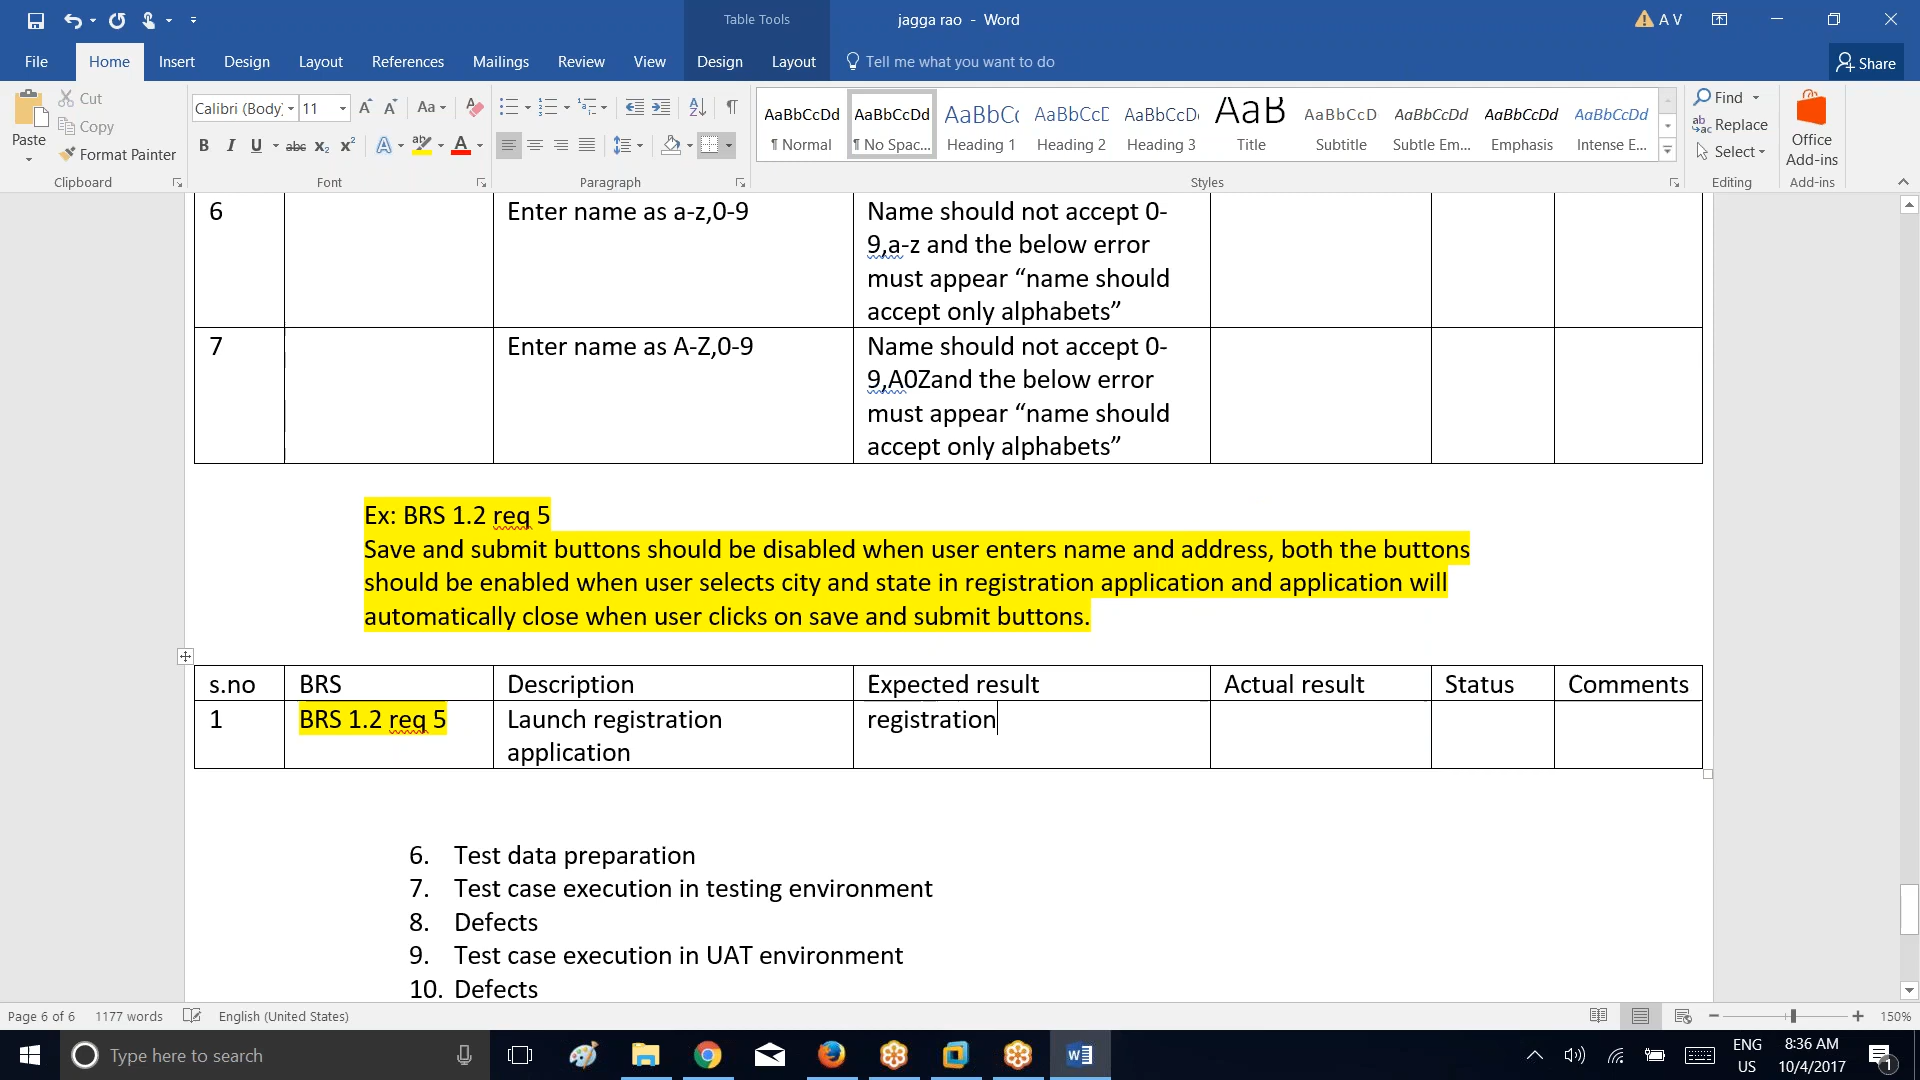 jagga rao - Word
Table Tools
A V
File
Home
Insert
Design
Layout
References
Mailings
Review
View
Design
Layout
Tell me what you want to do
Share
Paste
Cut
Copy
Format Painter
Clipboard
Calibri (Body)
11
Font
Paragraph
AaBbCcDd
¶ Normal
AaBbCcDd
¶ No Spac...
AaBbCc
Heading 1
AaBbCcD
Heading 2
AaBbCcD
Heading 3
AaB
Title
AaBbCcD
Subtitle
AaBbCcDd
Subtle Em...
AaBbCcDd
Emphasis
AaBbCcDd
Intense E...
Styles
Find
Replace
Select
Editing
Office
Add-ins
Add-ins
6
Enter name as a-z,0-9
Name should not accept 0-
9,a-z and the below error
must appear “name should
accept only alphabets”
7
Enter name as A-Z,0-9
Name should not accept 0-
9,A0Zand the below error
must appear “name should
accept only alphabets”
Ex: BRS 1.2 req 5
Save and submit buttons should be disabled when user enters name and address, both the buttons
should be enabled when user selects city and state in registration application and application will
automatically close when user clicks on save and submit buttons.
s.no
BRS
Description
Expected result
Actual result
Status
Comments
1
BRS 1.2 req 5
Launch registration
application
registration
6. Test data preparation
7. Test case execution in testing environment
8. Defects
9. Test case execution in UAT environment
10. Defects
Page 6 of 6
1177 words
English (United States)
150%
Type here to search
ENG
US
8:36 AM
10/4/2017
1